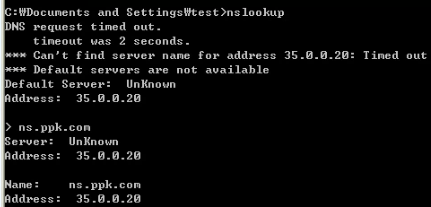 C:₩Documents and Settings₩test>nslookup
DNS request timed out.
    timeout was 2 seconds.
*** Can't find server name for address 35.0.0.20: Timed out
*** Default servers are not available
Default Server:  UnKnown
Address:  35.0.0.20

> ns.ppk.com
Server:  UnKnown
Address:  35.0.0.20

Name:    ns.ppk.com
Address:  35.0.0.20